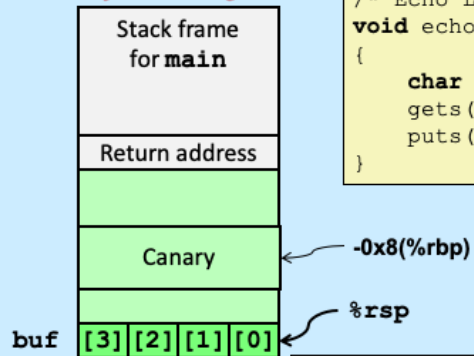 Stack frame
for main
Return address
Canary
buf [3] [2] [1] [0]
void echo
{
char
gets(
puts(
}
-0x8(%rbp)
%rsp